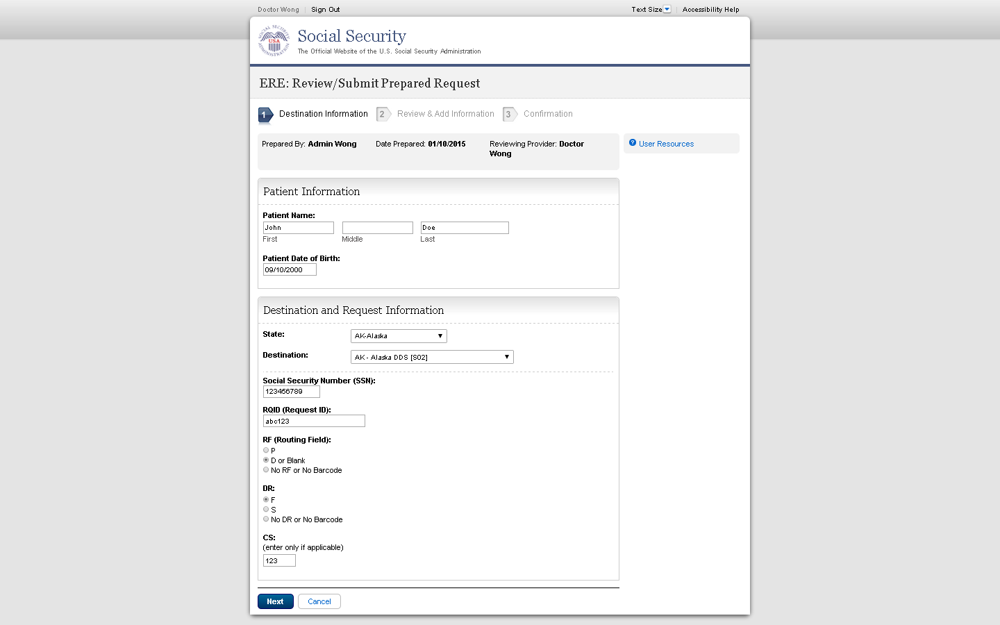 Doctor Wong | Sign Out Text Size Accessibility Help
SOCIAL SECURITY ADMINISTRATION
USA
Social Security
The Official Website of the U.S. Social Security Administration
ERE: Review/Submit Prepared Request
1 Destination Information 2 Review & Add Information 3 Confirmation
Prepared By: Admin Wong Date Prepared: 01/10/2015 Reviewing Provider: Doctor
Wong
? User Resources
Patient Information
Patient Name:
John Doe
First Middle Last
Patient Date of Birth:
09/10/2000
Destination and Request Information
State: AK-Alaska
Destination: AK - Alaska DDS [S02]
Social Security Number (SSN):
123456789
RQID (Request ID):
abc123
RF (Routing Field):
P
D or Blank
No RF or No Barcode
DR:
F
S
No DR or No Barcode
CS:
(enter only if applicable)
123
Next Cancel